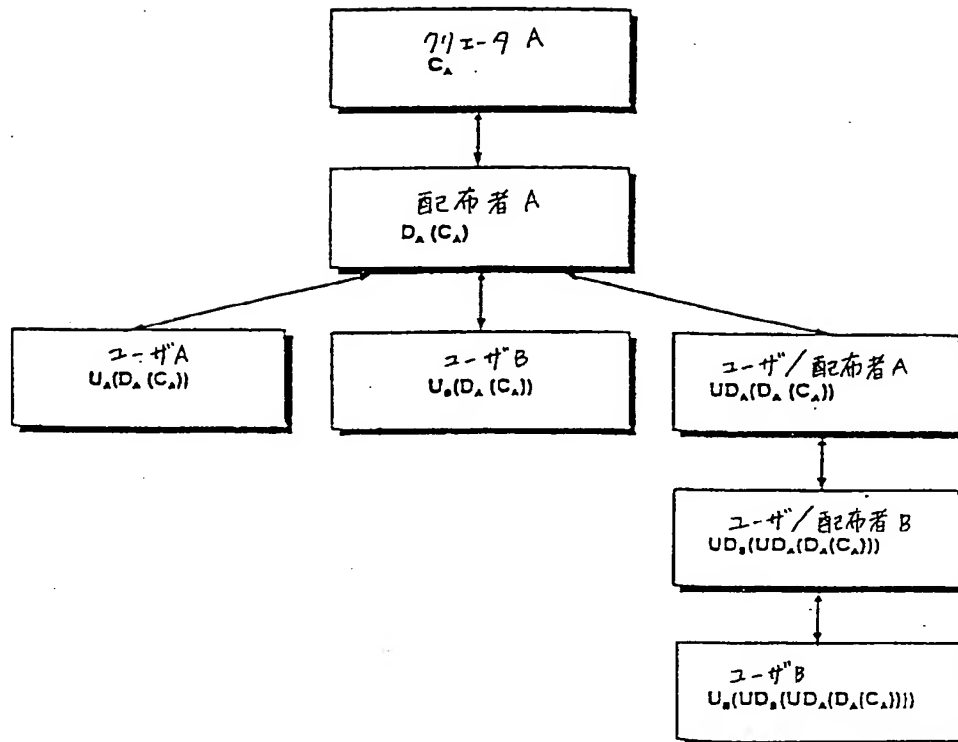 クリエータ A
C_A
配布者 A
D_A (C_A)
ユーザA
U_A(D_A (C_A))
ユーザB
U_B(D_A (C_A))
ユーザ/配布者 A
UD_A(D_A (C_A))
ユーザ/配布者 B
UD_B(UD_A(D_A(C_A)))
ユーザB
U_B(UD_B(UD_A(D_A(C_A))))